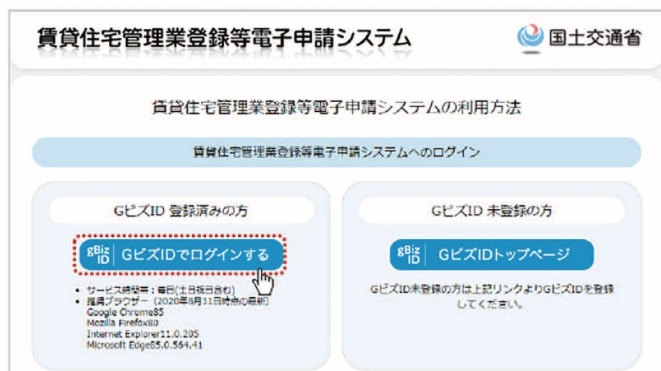 賃貸住宅管理業登録等電子申請システム
国土交通省
賃貸住宅管理業登録等電子申請システムの利用方法
賃貸住宅管理業登録等電子申請システムへのログイン
GビズID 登録済みの方
gBiz ID GビズIDでログインする
• サービス時間帯：毎日(土日祝日含む)
• 推奨ブラウザー（2020年8月31日時点の最新）
Google Chrome85
Mozilla Firefox80
Internet Explorer11.0.205
Microsoft Edge85.0.564.41
GビズID 未登録の方
gBiz ID GビズIDトップページ
GビズID未登録の方は上記リンクよりGビズIDを登録
してください。